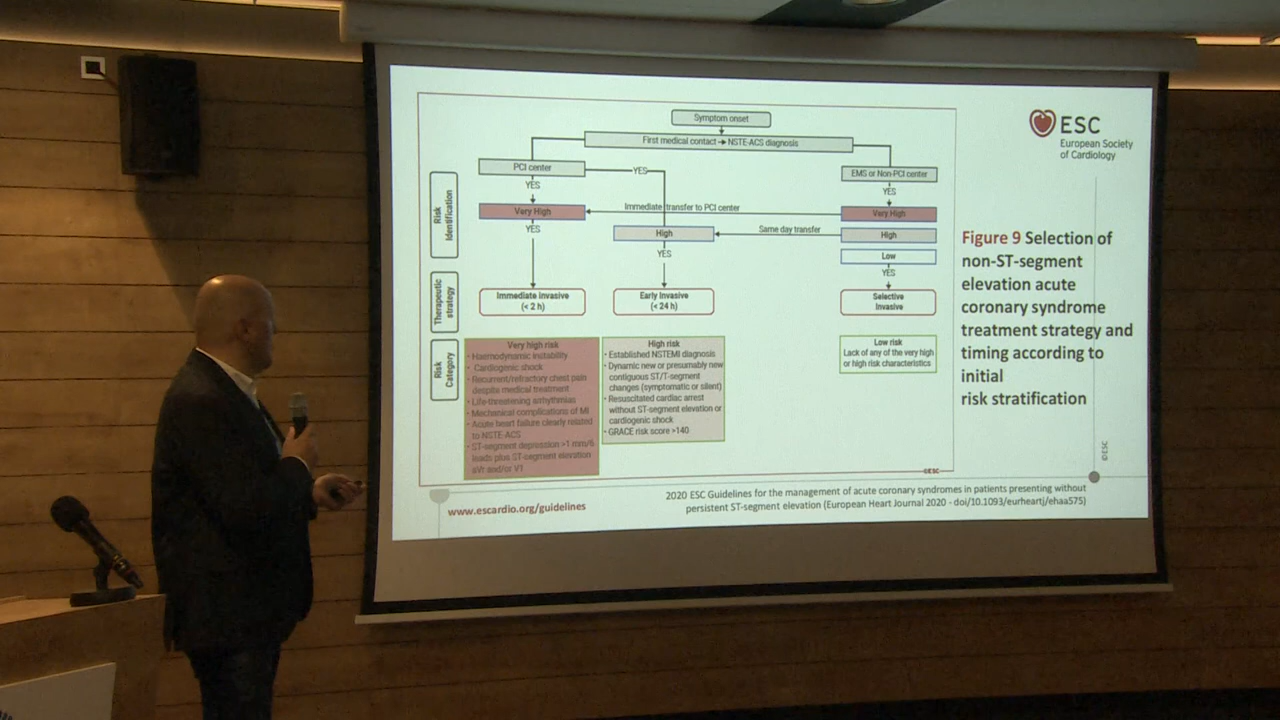 Symptom onset
First medical contact → NSTE-ACS diagnosis
PCI center
YES
EMS or Non-PCI center
YES
YES
Risk
Identification
Very High
Immediate transfer to PCI center
Very High
YES
High
Same day transfer
High
YES
Low
YES
Therapeutic
strategy
Immediate invasive
(< 2 h)
Early Invasive
(< 24 h)
Selective
Invasive
Risk
Category
Very high risk
• Haemodynamic instability
• Cardiogenic shock
• Recurrent/refractory chest pain
despite medical treatment
• Life-threatening arrhythmias
• Mechanical complications of MI
• Acute heart failure clearly related
to NSTE-ACS
• ST-segment depression >1 mm/6
leads plus ST-segment elevation
aVr and/or V1
High risk
• Established NSTEMI diagnosis
• Dynamic new or presumably new
contiguous ST/T-segment
changes (symptomatic or silent)
• Resuscitated cardiac arrest
without ST-segment elevation or
cardiogenic shock
• GRACE risk score >140
Low risk
Lack of any of the very high
or high risk characteristics
ESC
ESC
European Society
of Cardiology
Figure 9 Selection of
non-ST-segment
elevation acute
coronary syndrome
treatment strategy and
timing according to
initial
risk stratification
©ESC
www.escardio.org/guidelines
2020 ESC Guidelines for the management of acute coronary syndromes in patients presenting without
persistent ST-segment elevation (European Heart Journal 2020 - doi/10.1093/eurheartj/ehaa575)